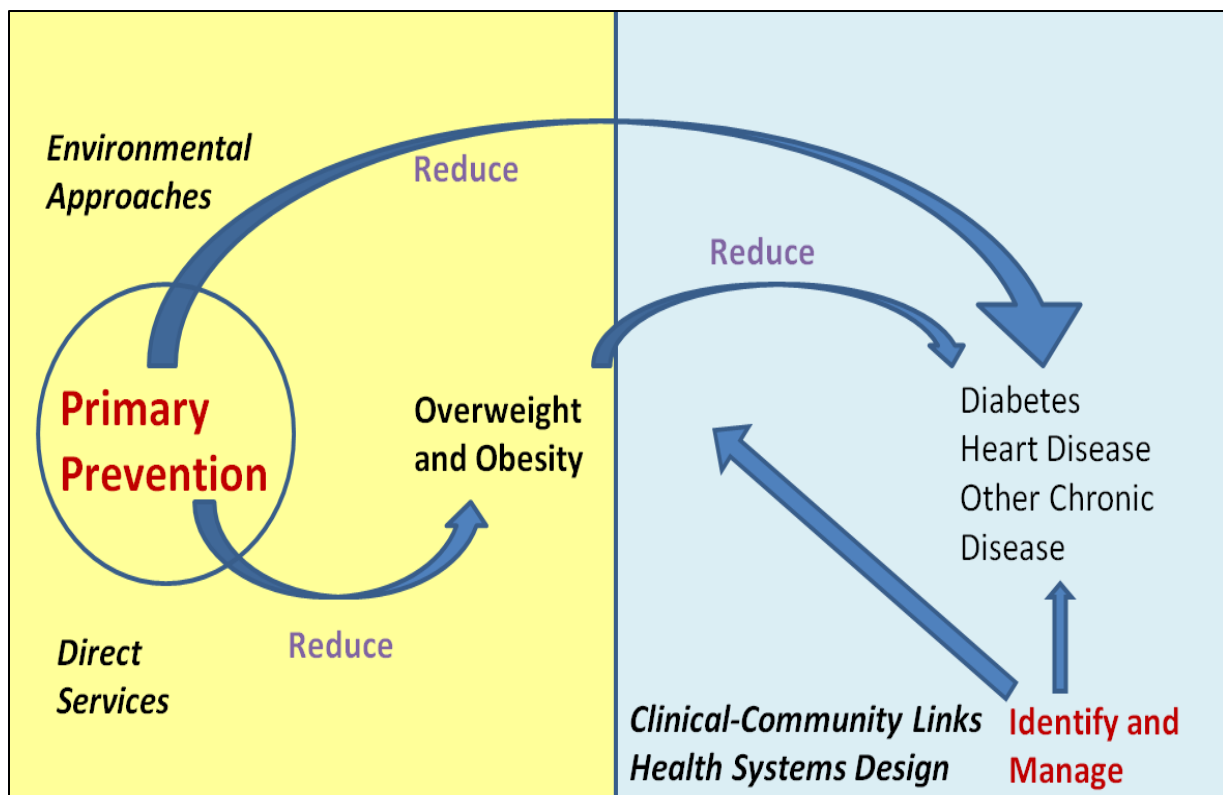 Environmental
Approaches
Reduce
Reduce
Primary
Prevention
Overweight
and Obesity
Diabetes
Heart Disease
Other Chronic
Disease
Reduce
Direct
Services
Clinical-Community Links
Health Systems Design
Identify and
Manage